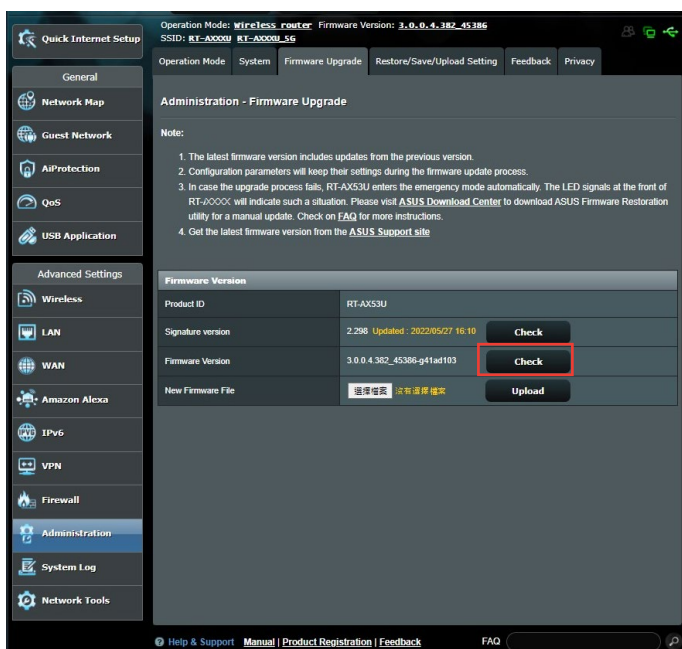 Quick Internet Setup
Operation Mode: Wireless router Firmware Version: 3.0.0.4.382_45386
SSID: RT-AXXXU RT-AXXXU_5G
General
Network Map
Guest Network
AiProtection
QoS
USB Application
Advanced Settings
Wireless
LAN
WAN
Amazon Alexa
IPv6
VPN
Firewall
Administration
System Log
Network Tools
Operation Mode System Firmware Upgrade Restore/Save/Upload Setting Feedback Privacy
Administration - Firmware Upgrade
Note:
1. The latest firmware version includes updates from the previous version.
2. Configuration parameters will keep their settings during the firmware update process.
3. In case the upgrade process fails, RT-AX53U enters the emergency mode automatically. The LED signals at the front of
RT-AXXXX will indicate such a situation. Please visit ASUS Download Center to download ASUS Firmware Restoration
utility for a manual update. Check on FAQ for more instructions.
4. Get the latest firmware version from the ASUS Support site
Firmware Version
Product ID RT-AX53U
Signature version 2.298 Updated : 2022/05/27 16:10 Check
Firmware Version 3.0.0.4.382_45386-g41ad103 Check
New Firmware File 選擇檔案 沒有選擇檔案 Upload
Help & Support Manual | Product Registration | Feedback FAQ